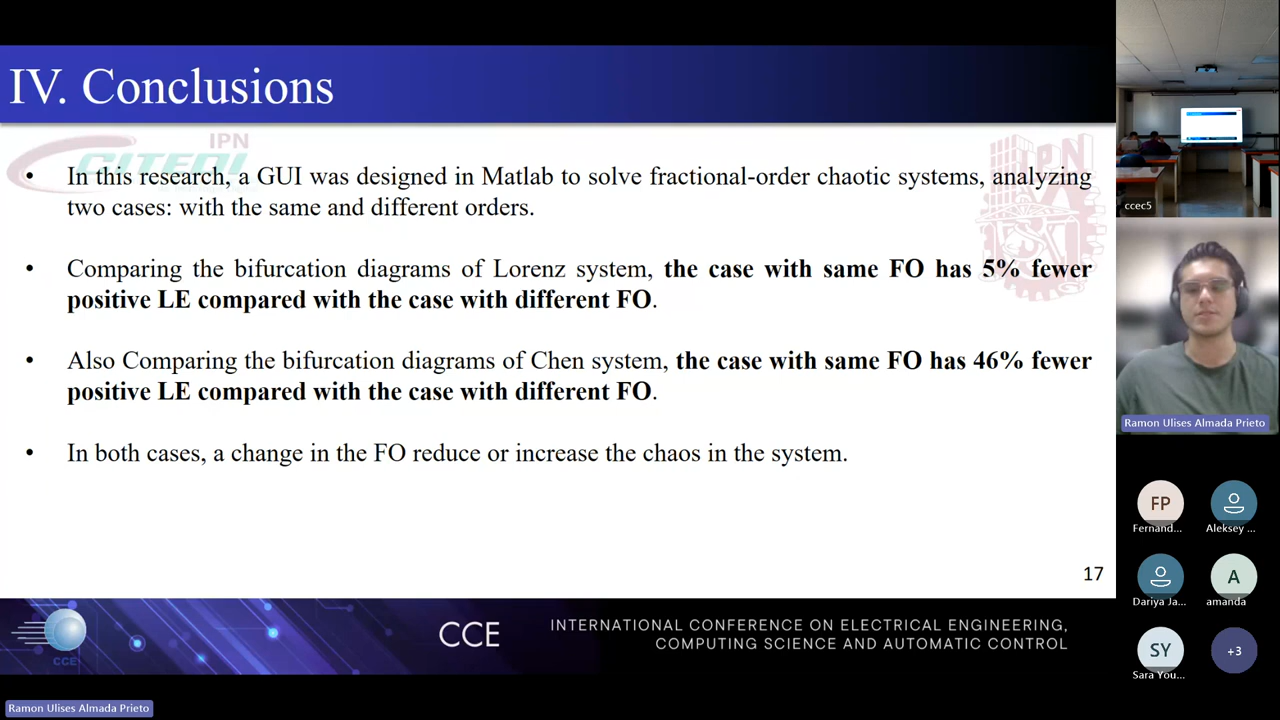 IV. Conclusions
IPN
CITEDI
IPN
• In this research, a GUI was designed in Matlab to solve fractional-order chaotic systems, analyzing
two cases: with the same and different orders.
• Comparing the bifurcation diagrams of Lorenz system, the case with same FO has 5% fewer
positive LE compared with the case with different FO.
• Also Comparing the bifurcation diagrams of Chen system, the case with same FO has 46% fewer
positive LE compared with the case with different FO.
• In both cases, a change in the FO reduce or increase the chaos in the system.
17
CCE
CCE
INTERNATIONAL CONFERENCE ON ELECTRICAL ENGINEERING,
COMPUTING SCIENCE AND AUTOMATIC CONTROL
Ramon Ulises Almada Prieto
ccec5
Ramon Ulises Almada Prieto
FP
Fernand...
Aleksey ...
Dariya Ja...
A
amanda
SY
Sara You...
+3